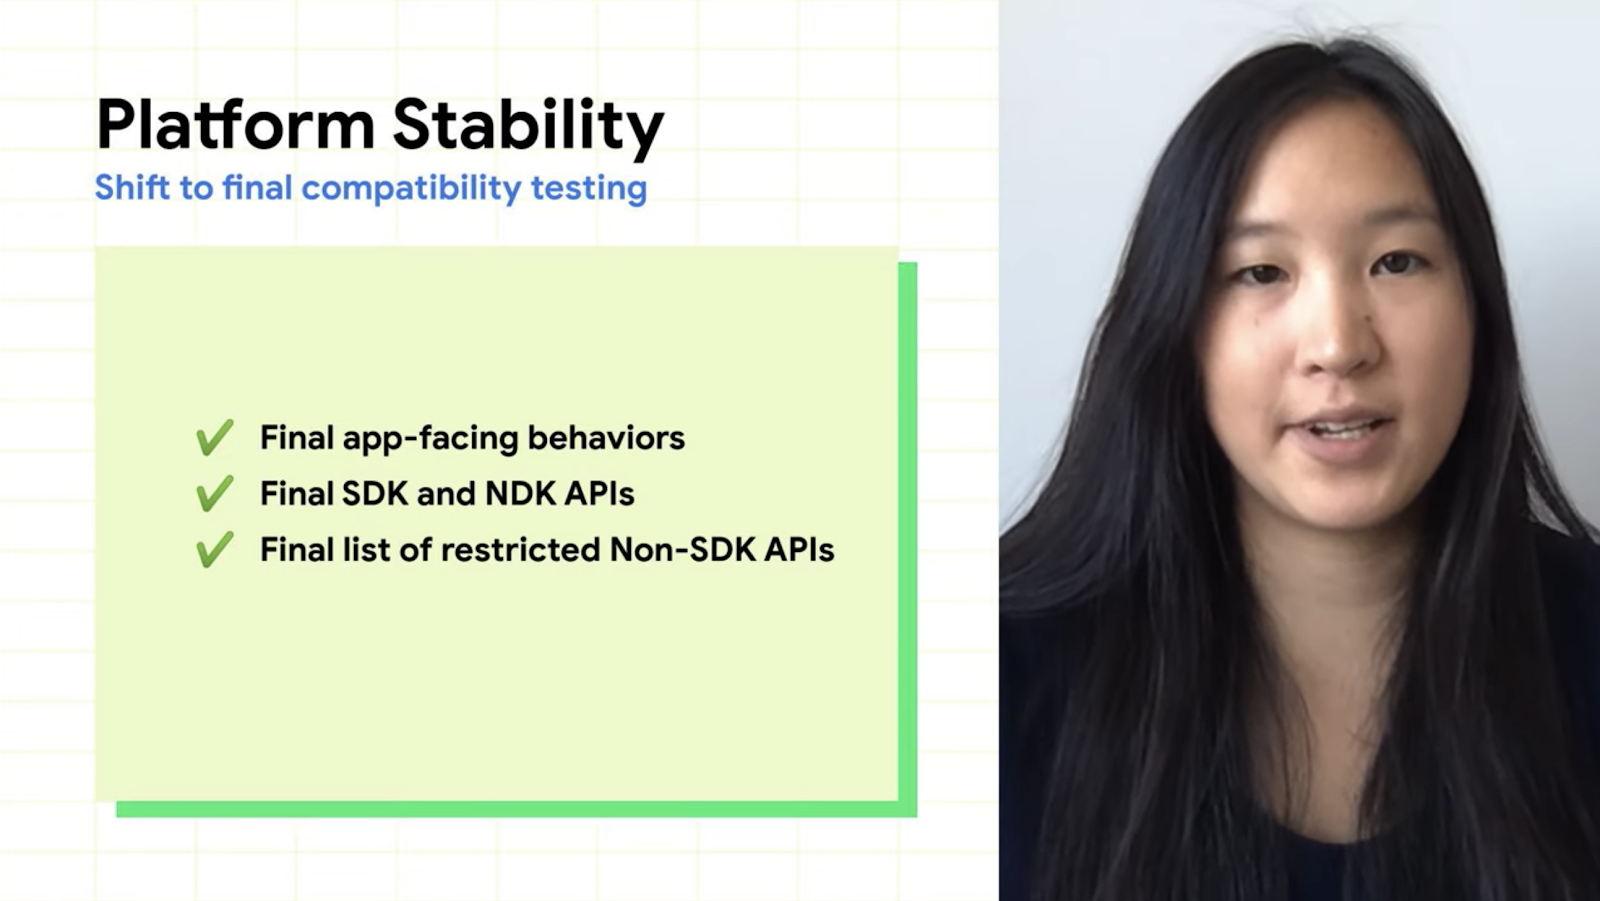 Platform Stability
Shift to final compatibility testing
✔ Final app-facing behaviors
✔ Final SDK and NDK APIs
✔ Final list of restricted Non-SDK APIs